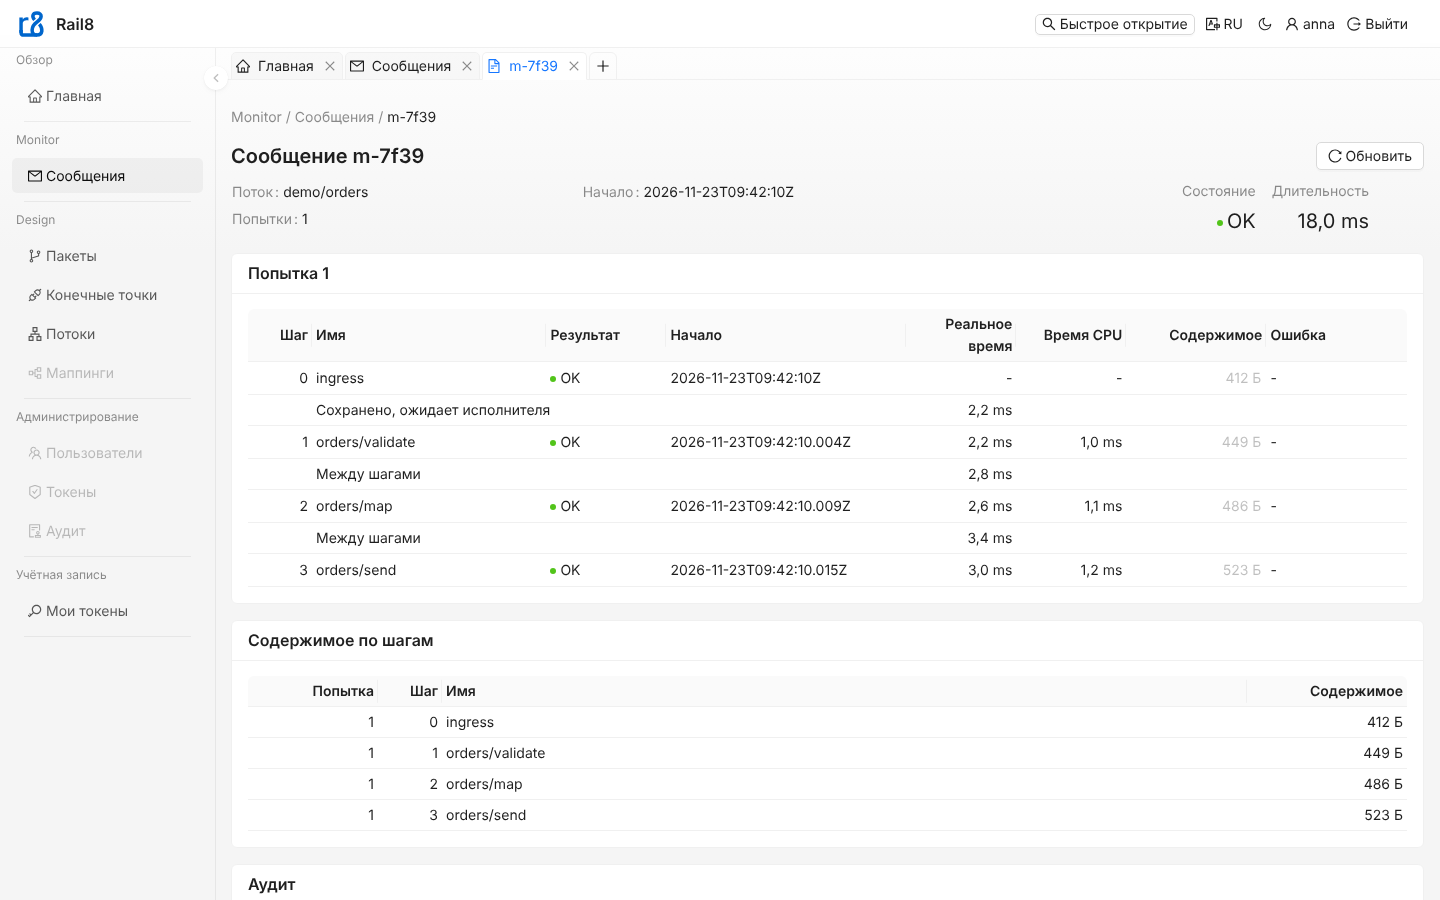 Rail8
Быстрое открытие
RU
anna
Выйти
Обзор
Главная
Monitor
Сообщения
Design
Пакеты
Конечные точки
Потоки
Маппинги
Администрирование
Пользователи
Токены
Аудит
Учётная запись
Мои токены
Главная
Сообщения
m-7f39
Monitor / Сообщения / m-7f39
Сообщение m-7f39
Обновить
Поток: demo/orders
Начало: 2026-11-23T09:42:10Z
Попытки: 1
Состояние
OK
Длительность
18,0 ms
Попытка 1
Шаг Имя Результат Начало Реальное время Время CPU Содержимое Ошибка
0 ingress OK 2026-11-23T09:42:10Z - - 412 Б -
Сохранено, ожидает исполнителя 2,2 ms
1 orders/validate OK 2026-11-23T09:42:10.004Z 2,2 ms 1,0 ms 449 Б -
Между шагами 2,8 ms
2 orders/map OK 2026-11-23T09:42:10.009Z 2,6 ms 1,1 ms 486 Б -
Между шагами 3,4 ms
3 orders/send OK 2026-11-23T09:42:10.015Z 3,0 ms 1,2 ms 523 Б -
Содержимое по шагам
Попытка Шаг Имя Содержимое
1 0 ingress 412 Б
1 1 orders/validate 449 Б
1 2 orders/map 486 Б
1 3 orders/send 523 Б
Аудит